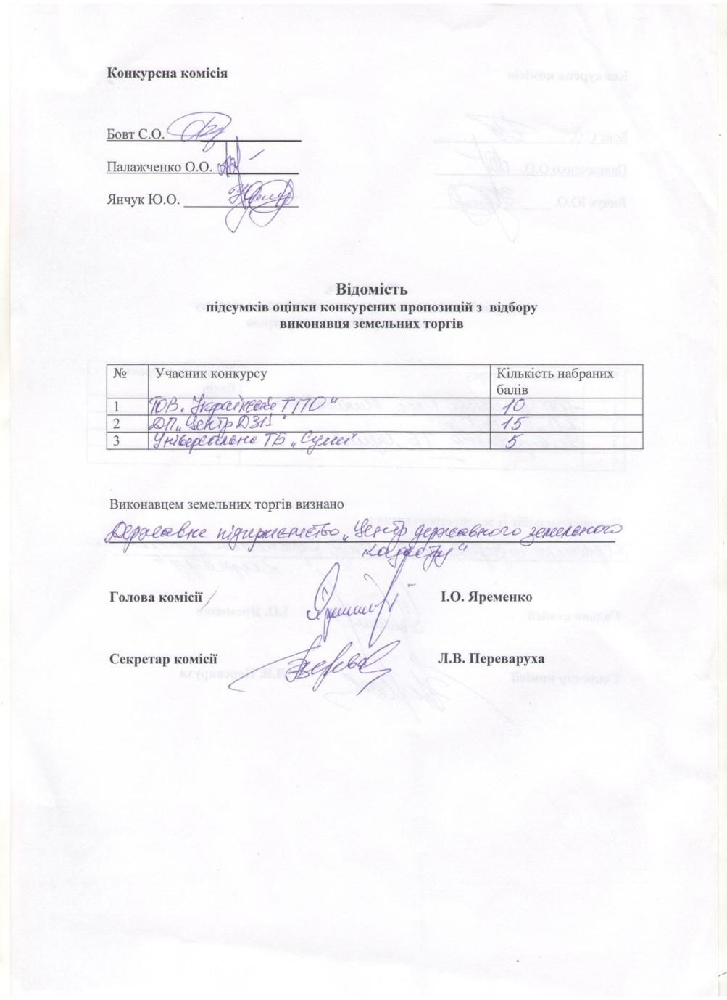 Конкурсна комісія
Бовт С.О.
Палажченко О.О.
Янчук Ю.О.
Відомість
підсумків оцінки конкурсних пропозицій з відбору
виконавця земельних торгів
№ Учасник конкурсу Кількість набраних
балів
1 ТОВ „Українське ТПО" 10
2 ДП „Центр ДЗК" 15
3 Універсальна ТБ „Суми" 5
Виконавцем земельних торгів визнано
Державне підприємство „Центр державного земельного
кадастру"
Голова комісії І.О. Яременко
Секретар комісії Л.В. Переваруха